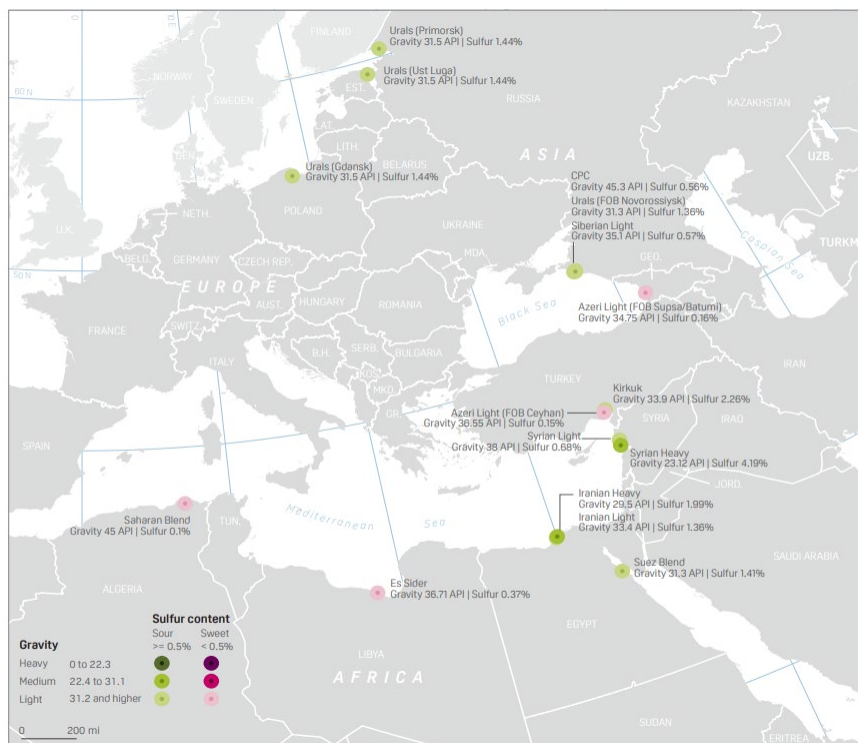 0
FINLAND
Urals (Primorsk)
Gravity 31.5 API | Sulfur 1.44%
NORWAY
SWEDEN
Urals (Ust Luga)
Gravity 31.5 API | Sulfur 1.44%
EST.
60 N
RUSSIA
KAZAKHSTAN
LAT.
LITH.
DEN.
ASIA
UZB.
Urals (Gdansk)
Gravity 31.5 API | Sulfur 1.44%
BELARUS
CPC
Gravity 45.3 API | Sulfur 0.56%
Urals (FOB Novorossiysk)
Gravity 31.3 API | Sulfur 1.36%
Siberian Light
Gravity 35.1 API | Sulfur 0.57%
POLAND
NETH.
U.K.
UKRAINE
Caspian Sea
TURKM
BELG.
GERMANY
CZECH REP.
MDA.
GEO.
50 N
EUROPE
AUST.
HUNGARY
ROMANIA
Black Sea
Azeri Light (FOB Supsa/Batumi)
Gravity 34.75 API | Sulfur 0.16%
FRANCE
SWITZ.
B.H.
SERB.
BULGARIA
ITALY
KOS.
MKD.
IRAN
TURKEY
Kirkuk
Gravity 33.9 API | Sulfur 2.26%
GR.
Azeri Light (FOB Ceyhan)
Gravity 36.55 API | Sulfur 0.15%
SYRIA
IRAQ
Syrian Light
Gravity 38 API | Sulfur 0.68%
SPAIN
Syrian Heavy
Gravity 23.12 API | Sulfur 4.19%
JORD.
Iranian Heavy
Gravity 29.5 API | Sulfur 1.99%
Iranian Light
Gravity 33.4 API | Sulfur 1.36%
Mediterranean Sea
Saharan Blend
Gravity 45 API | Sulfur 0.1%
TUN.
SAUDI ARABIA
Suez Blend
Gravity 31.3 API | Sulfur 1.41%
Es Sider
Gravity 36.71 API | Sulfur 0.37%
ALGERIA
EGYPT
LIBYA
AFRICA
SUDAN
ERITREA
Sulfur content
Gravity
Sour >= 0.5%
Sweet < 0.5%
Heavy 0 to 22.3
Medium 22.4 to 31.1
Light 31.2 and higher
0 200 mi